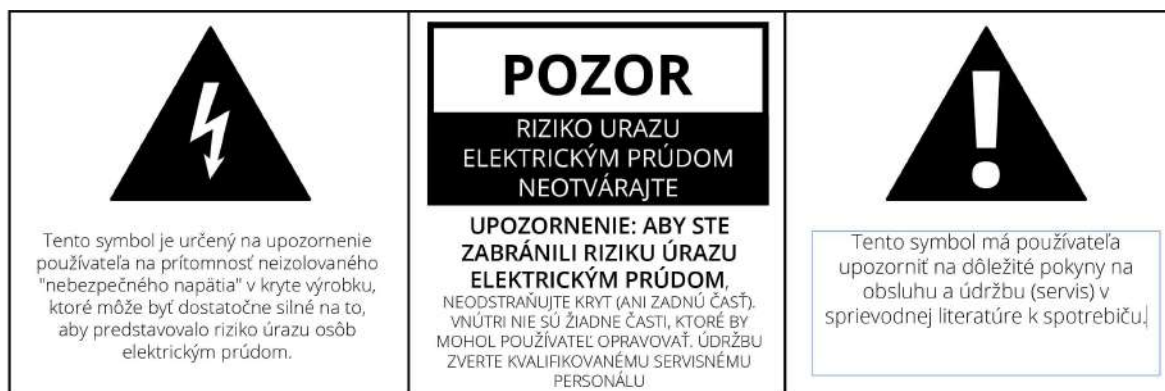 Tento symbol je určený na upozornenie
používateľa na prítomnosť neizolovaného
"nebezpečného napätia" v kryte výrobku,
ktoré môže byť dostatočne silné na to,
aby predstavovalo riziko úrazu osôb
elektrickým prúdom.
POZOR
RIZIKO URAZU
ELEKTRICKÝM PRÚDOM
NEOTVÁRAJTE
UPOZORNENIE: ABY STE
ZABRÁNILI RIZIKU ÚRAZU
ELEKTRICKÝM PRÚDOM,
NEODSTRAŇUJTE KRYT (ANI ZADNÚ ČASŤ).
VNÚTRI NIE SÚ ŽIADNE ČASTI, KTORÉ BY
MOHOL POUŽÍVATEĽ OPRAVOVAŤ. ÚDRŽBU
ZVERTE KVALIFIKOVANÉMU SERVISNÉMU
PERSONÁLU
Tento symbol má používateľa
upozorniť na dôležité pokyny na
obsluhu a údržbu (servis) v
sprievodnej literatúre k spotrebiču.